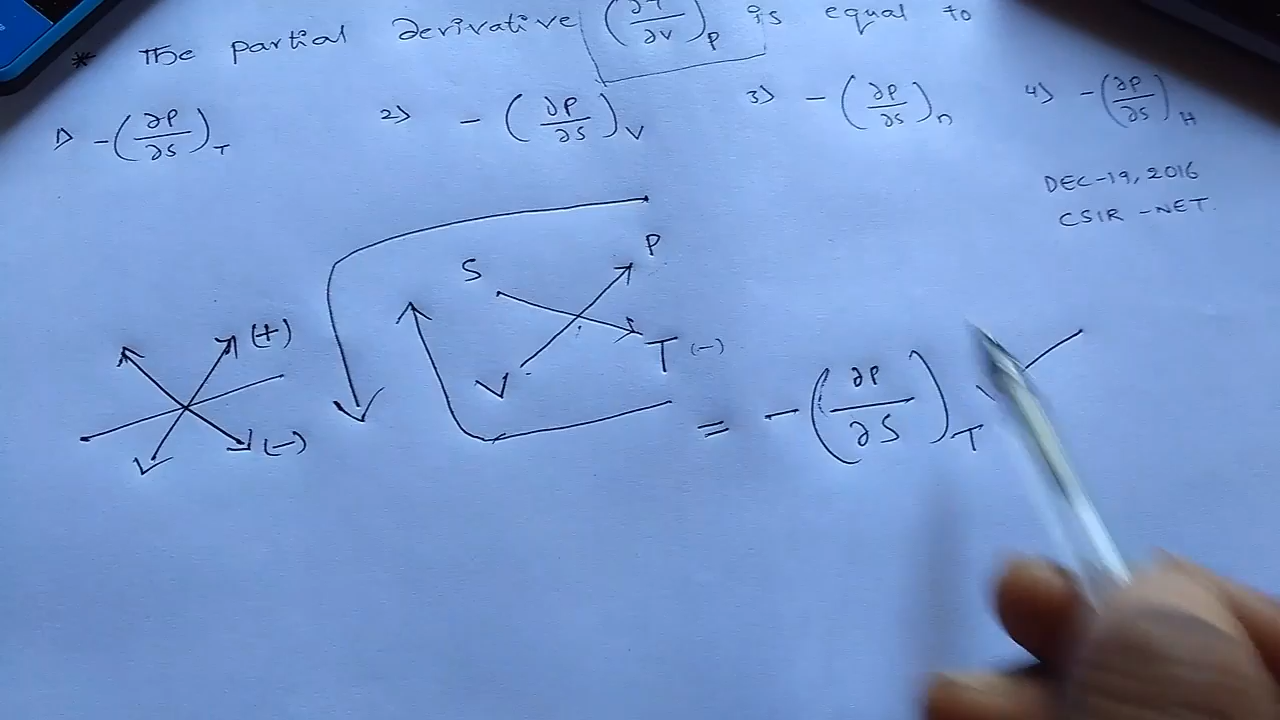 * The partial derivative (∂T/∂V)_P is equal to
1) -(∂P/∂S)_T 2) -(∂P/∂S)_V 3) -(∂P/∂S)_n 4) -(∂P/∂S)_H
DEC-19, 2016
CSIR -NET.
S P
(+)
V T (-)
(-)
= -(∂P/∂S)_T